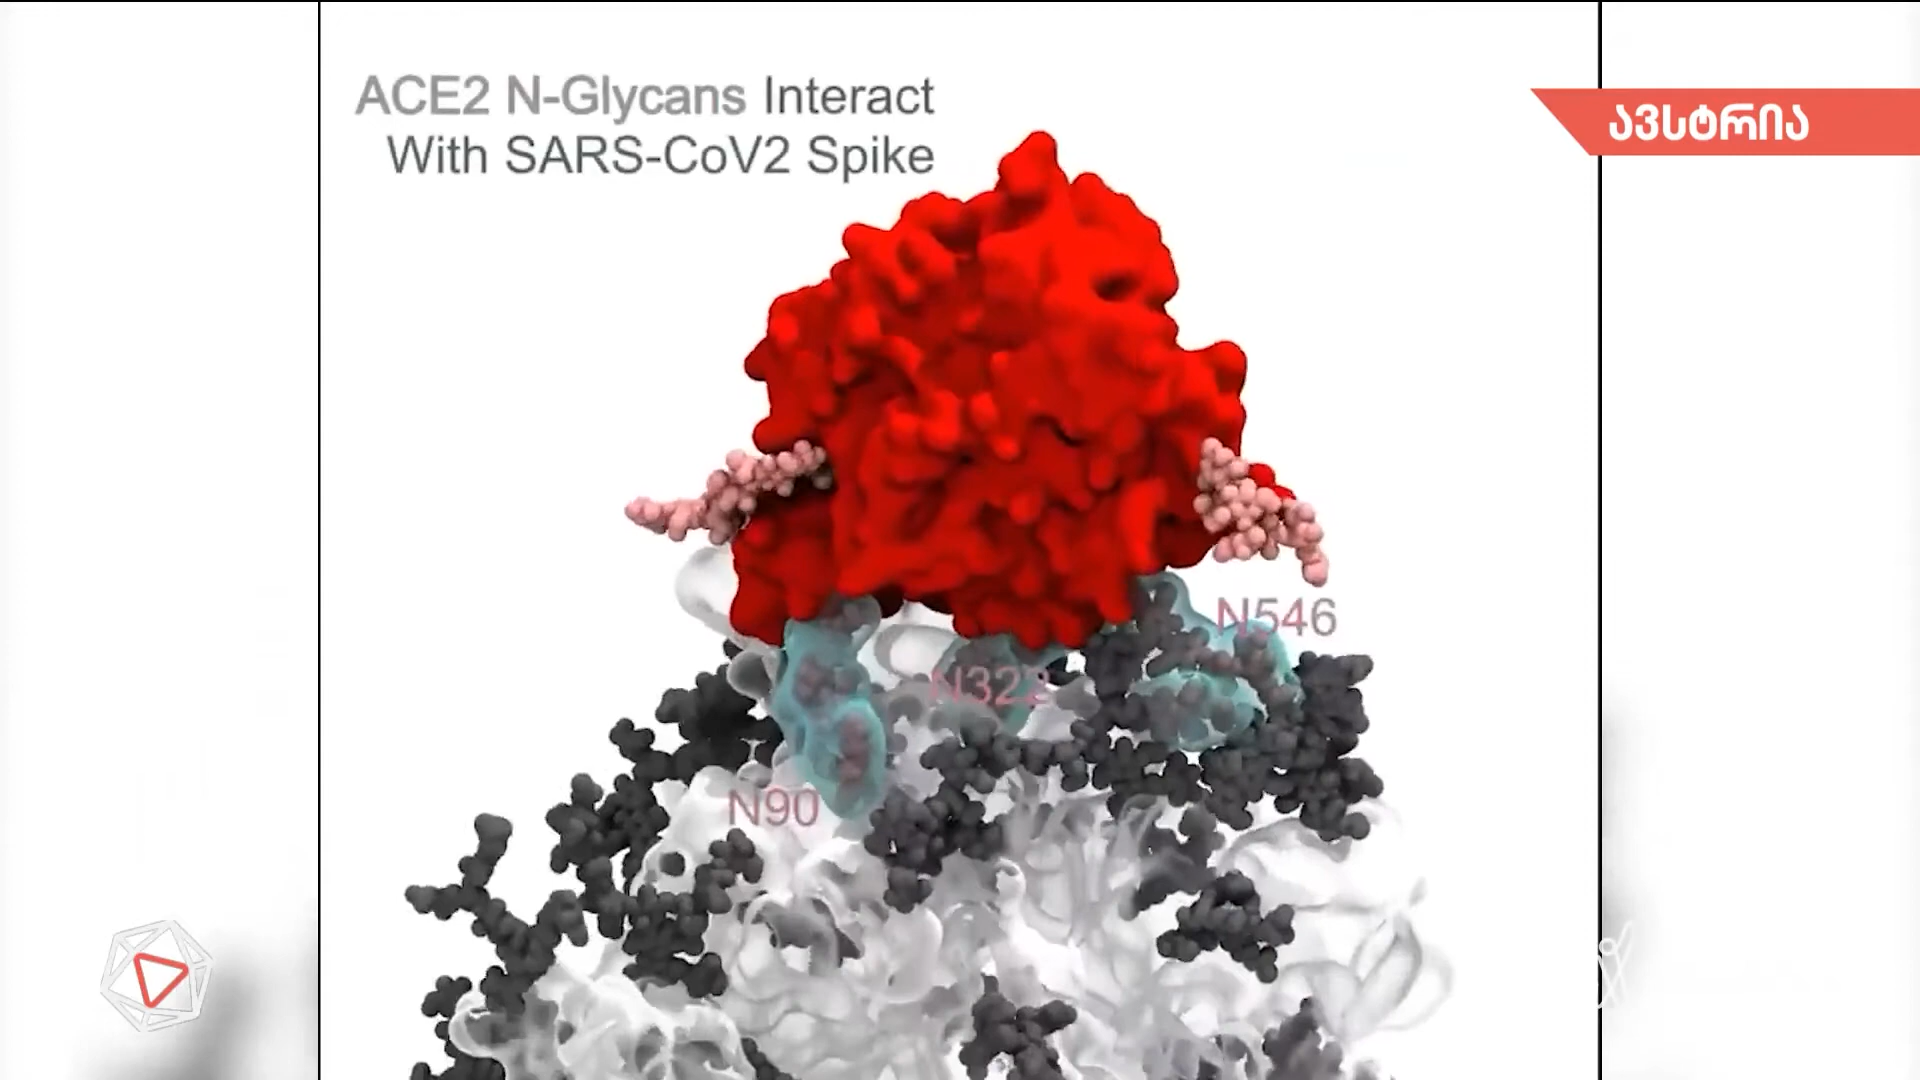 ACE2 N-Glycans Interact
With SARS-CoV2 Spike
ავსტრია
N546
N322
N90